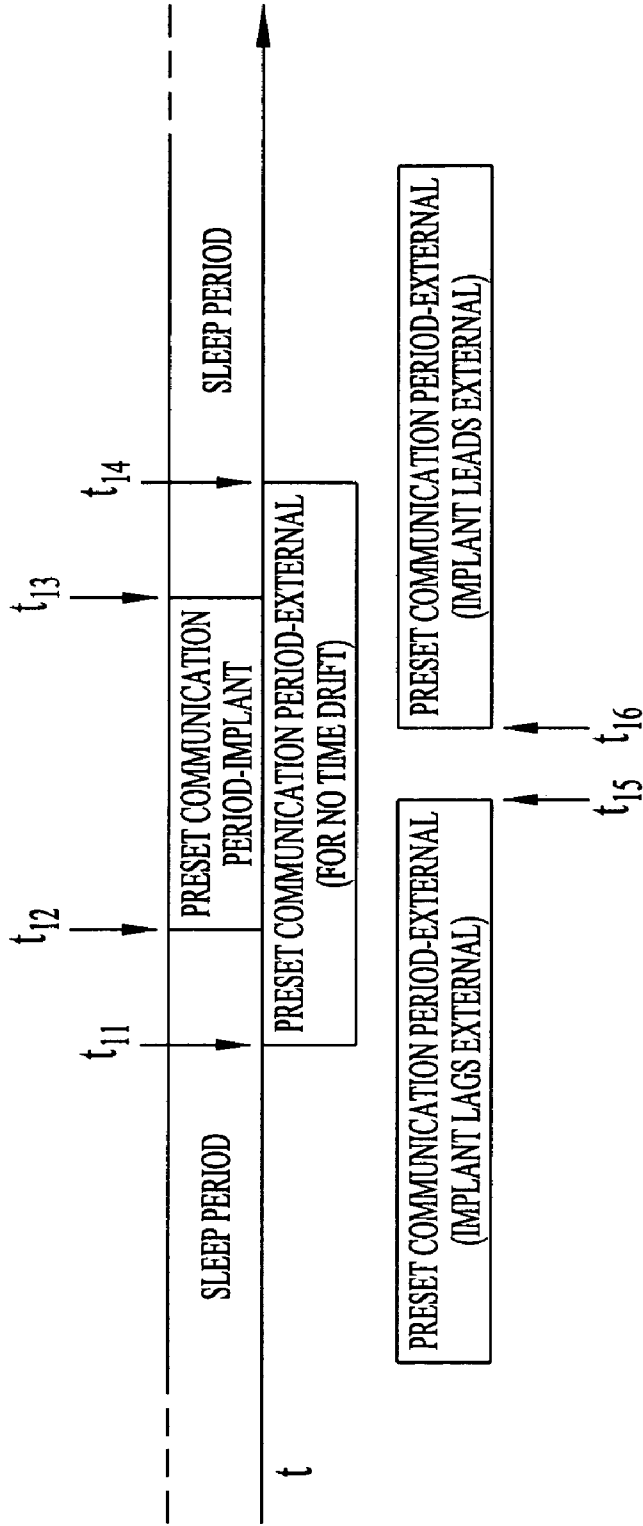 t11
t12
t13
t14
SLEEP PERIOD
PRESET COMMUNICATION
PERIOD-IMPLANT
SLEEP PERIOD
t
PRESET COMMUNICATION PERIOD-EXTERNAL
(FOR NO TIME DRIFT)
PRESET COMMUNICATION PERIOD-EXTERNAL
(IMPLANT LAGS EXTERNAL)
PRESET COMMUNICATION PERIOD-EXTERNAL
(IMPLANT LEADS EXTERNAL)
t15
t16